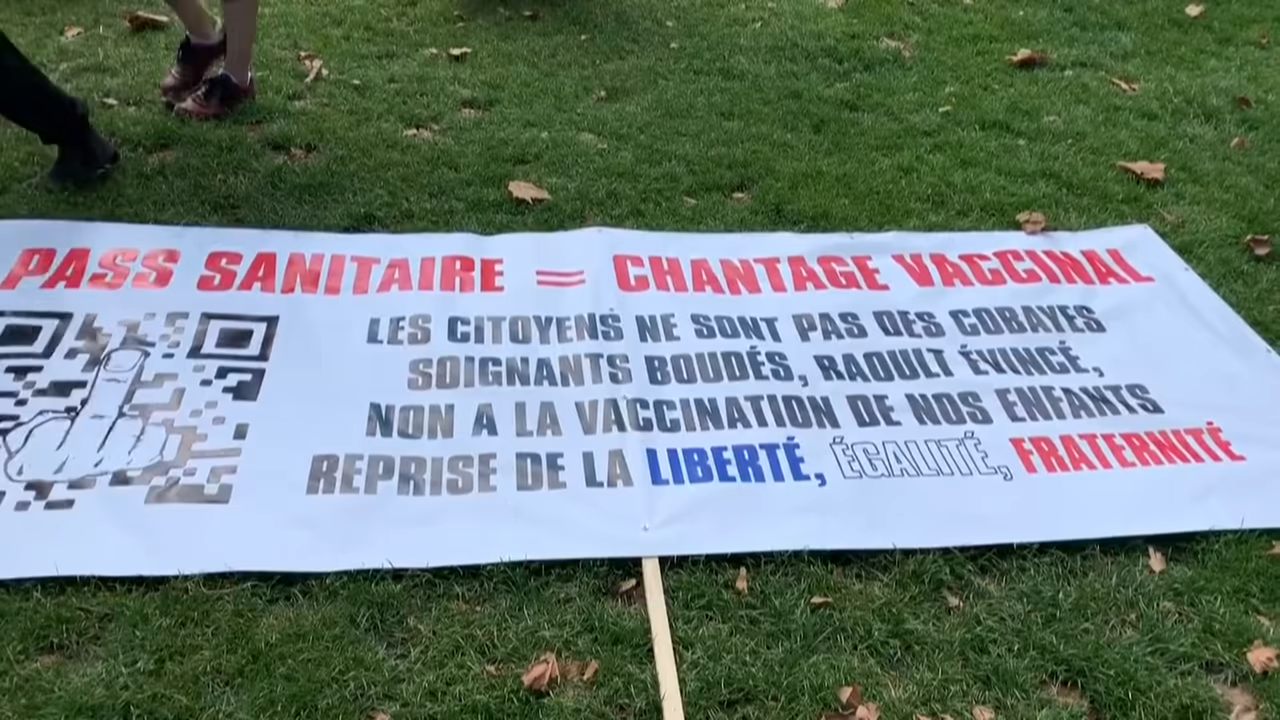 PASS SANITAIRE = CHANTAGE VACCINAL
LES CITOYENS NE SONT PAS DES COBAYES
SOIGNANTS BOUDÉS, RAOULT ÉVINCÉ,
NON A LA VACCINATION DE NOS ENFANTS
REPRISE DE LA LIBERTÉ, ÉGALITÉ, FRATERNITÉ